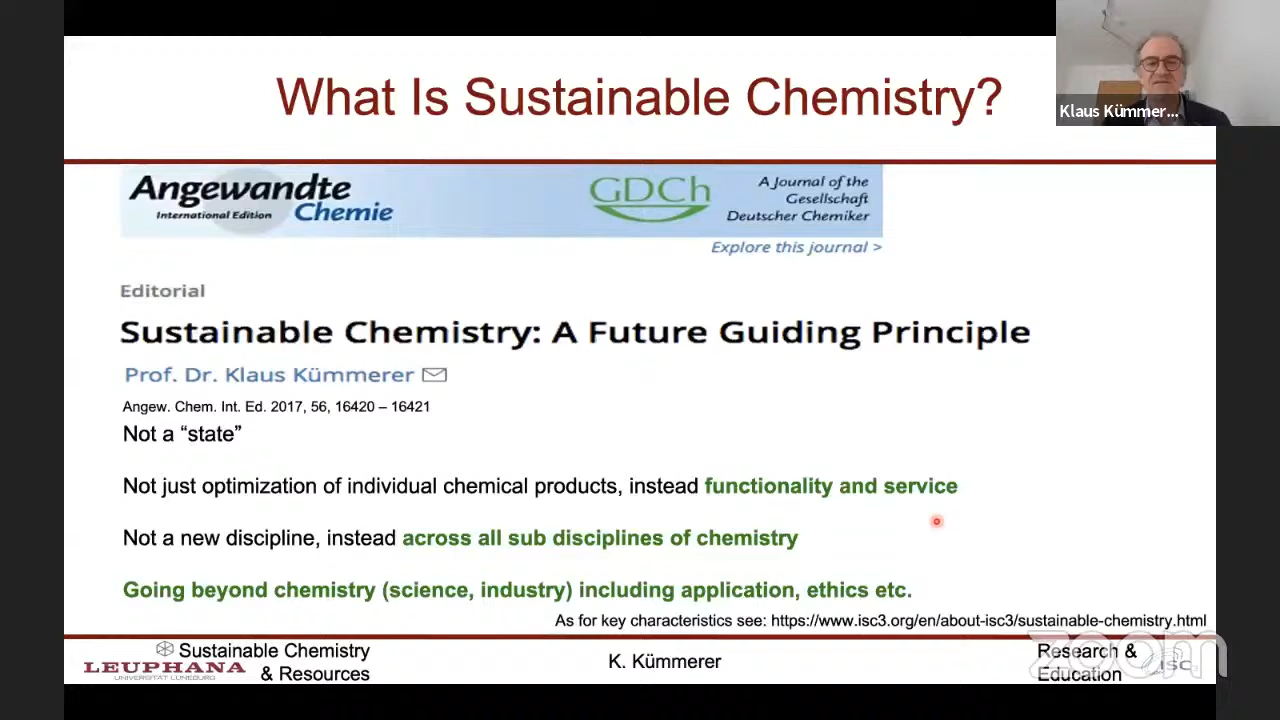 What Is Sustainable Chemistry?
Klaus Kümmer...
Angewandte
International Edition Chemie
GDCh
A Journal of the
Gesellschaft
Deutscher Chemiker
Explore this journal >
Editorial
Sustainable Chemistry: A Future Guiding Principle
Prof. Dr. Klaus Kümmerer
Angew. Chem. Int. Ed. 2017, 56, 16420 – 16421
Not a “state”
Not just optimization of individual chemical products, instead functionality and service
Not a new discipline, instead across all sub disciplines of chemistry
Going beyond chemistry (science, industry) including application, ethics etc.
As for key characteristics see: https://www.isc3.org/en/about-isc3/sustainable-chemistry.html
Sustainable Chemistry
& Resources
LEUPHANA
UNIVERSITÄT LÜNEBURG
K. Kümmerer
Research &
Education
ISC3
zoom